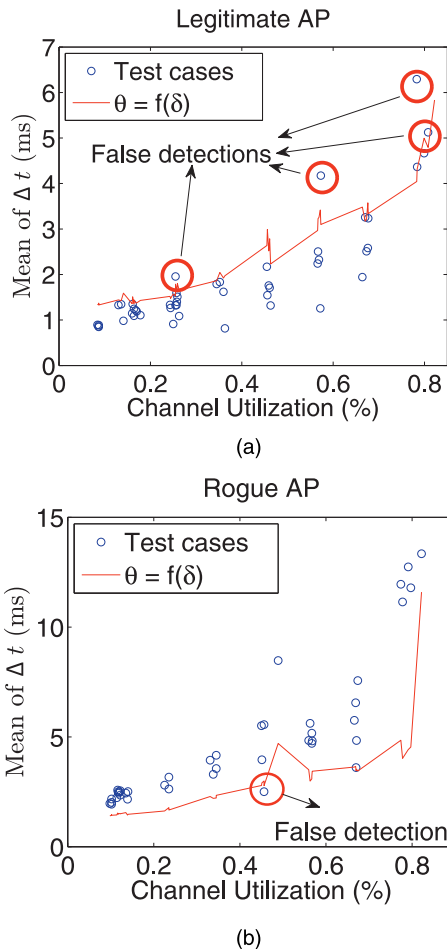 Legitimate AP
7
6
5
4
3
2
1
0
Mean of Δ t (ms)
Test cases
θ = f(δ)
False detections
0 0.2 0.4 0.6 0.8
Channel Utilization (%)
(a)
Rogue AP
15
10
5
0
Mean of Δ t (ms)
Test cases
θ = f(δ)
False detection
0 0.2 0.4 0.6 0.8
Channel Utilization (%)
(b)